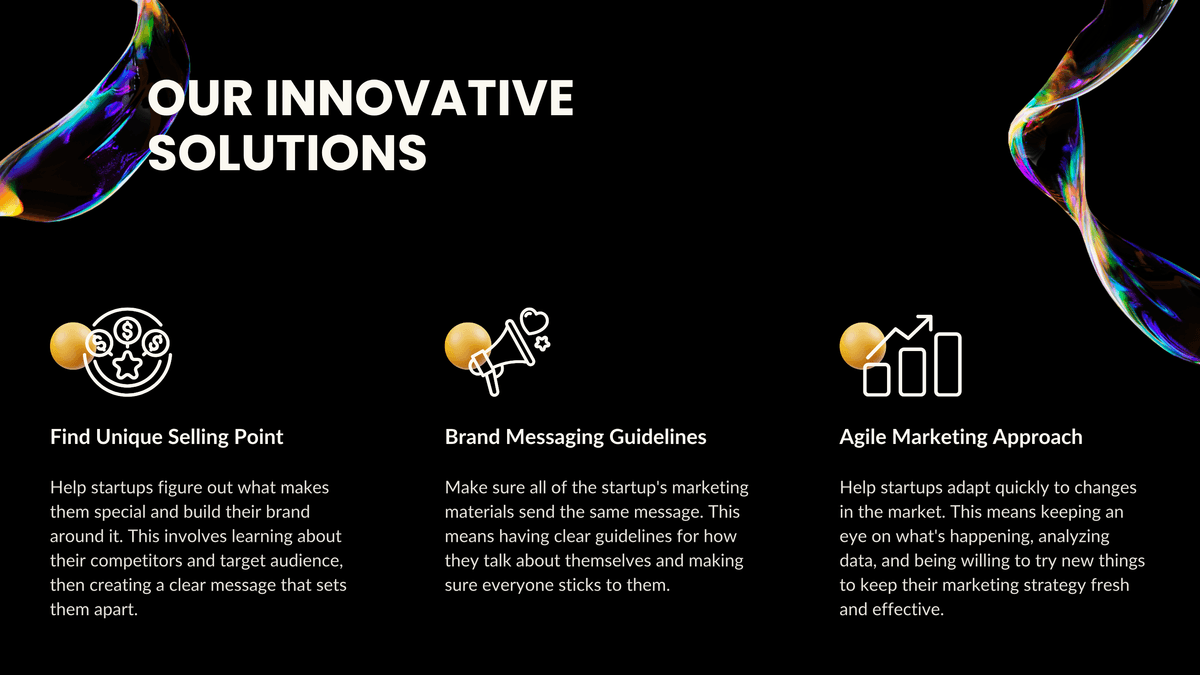 OUR INNOVATIVE
SOLUTIONS
Find Unique Selling Point
Help startups figure out what makes
them special and build their brand
around it. This involves learning about
their competitors and target audience,
then creating a clear message that sets
them apart.
Brand Messaging Guidelines
Make sure all of the startup's marketing
materials send the same message. This
means having clear guidelines for how
they talk about themselves and making
sure everyone sticks to them.
Agile Marketing Approach
Help startups adapt quickly to changes
in the market. This means keeping an
eye on what's happening, analyzing
data, and being willing to try new things
to keep their marketing strategy fresh
and effective.